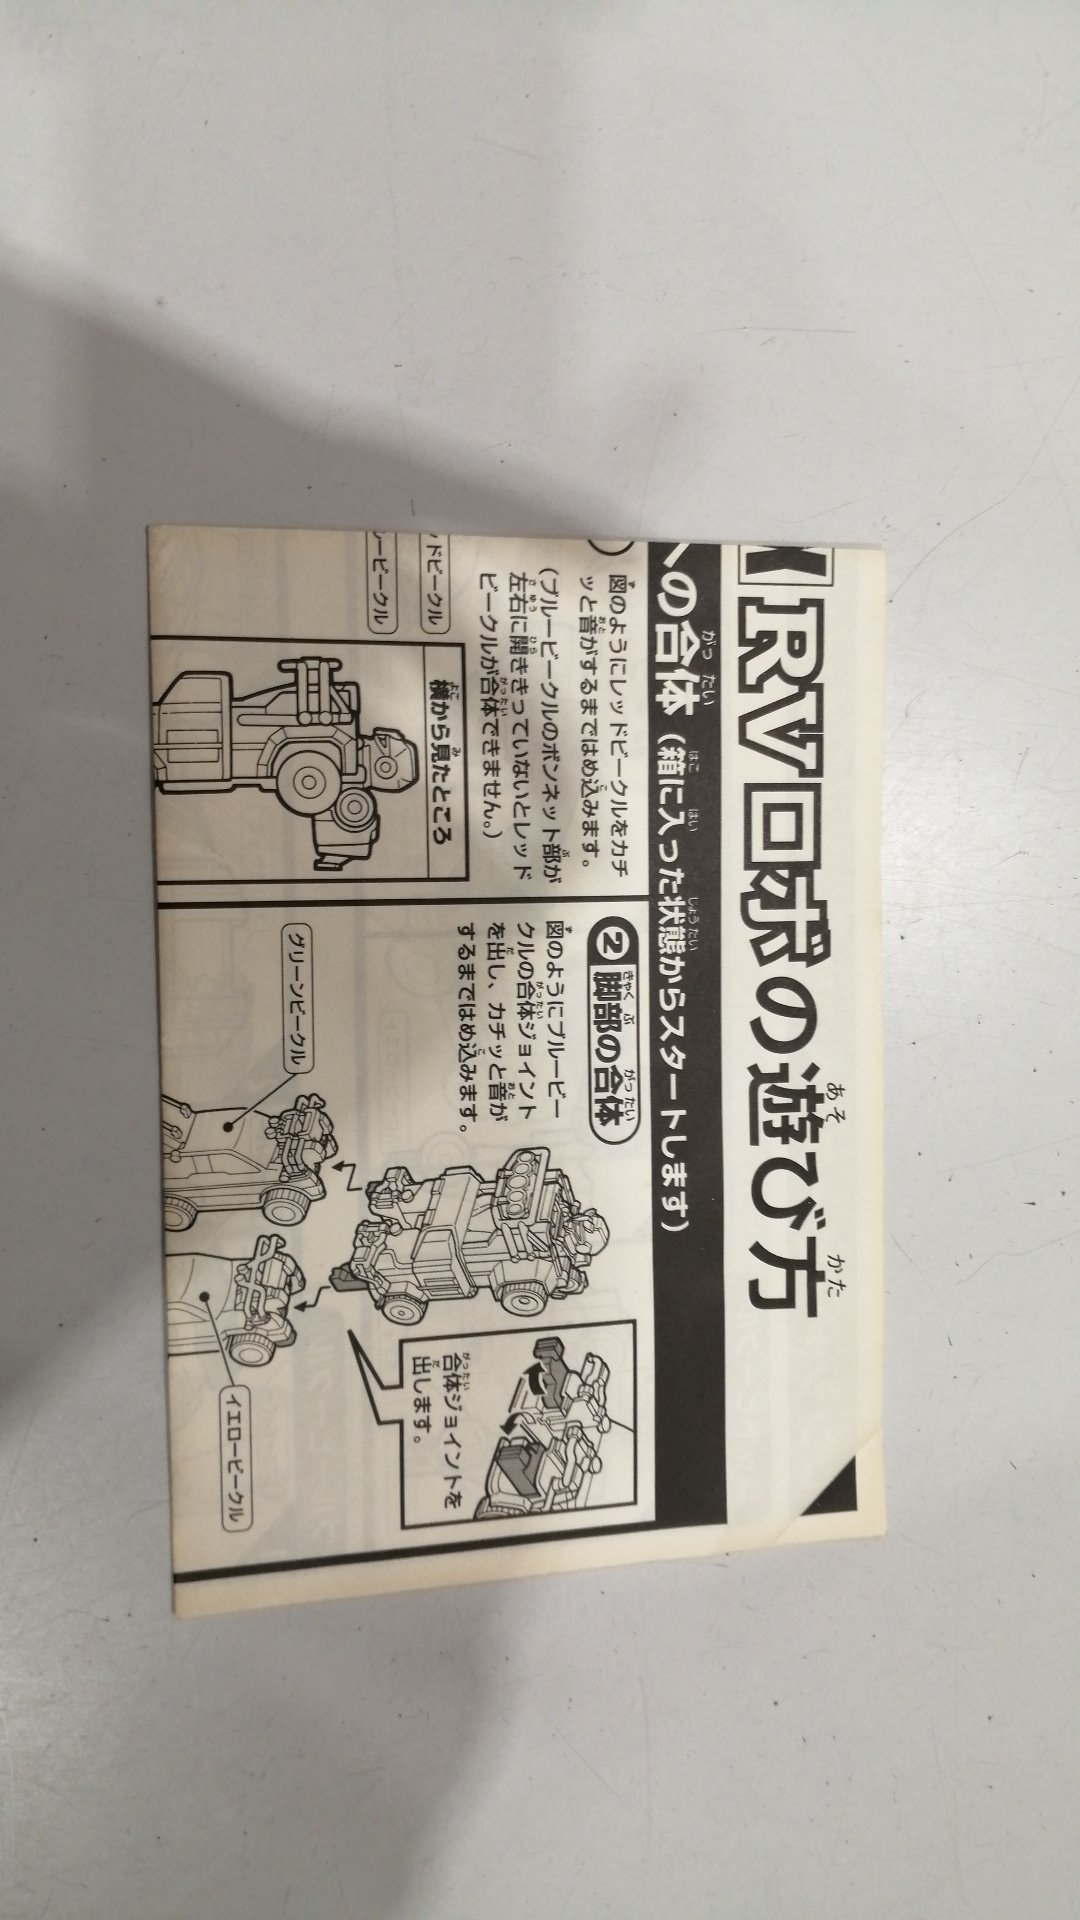 RVロボの遊び方
への合体(箱に入った状態からスタートします)
図のようにレッドビークルをカチ
ッと音がするまではめ込みます。
(ブルービークルのボンネット部が
左右に開ききっていないとレッド
ビークルが合体できません。)
ッドビークル
ービークル
横から見たところ
②脚部の合体
図のようにブルービー
クルの合体ジョイント
を出し、カチッと音が
するまではめ込みます。
合体ジョイントを
出します。
グリーンビークル
イエロービークル